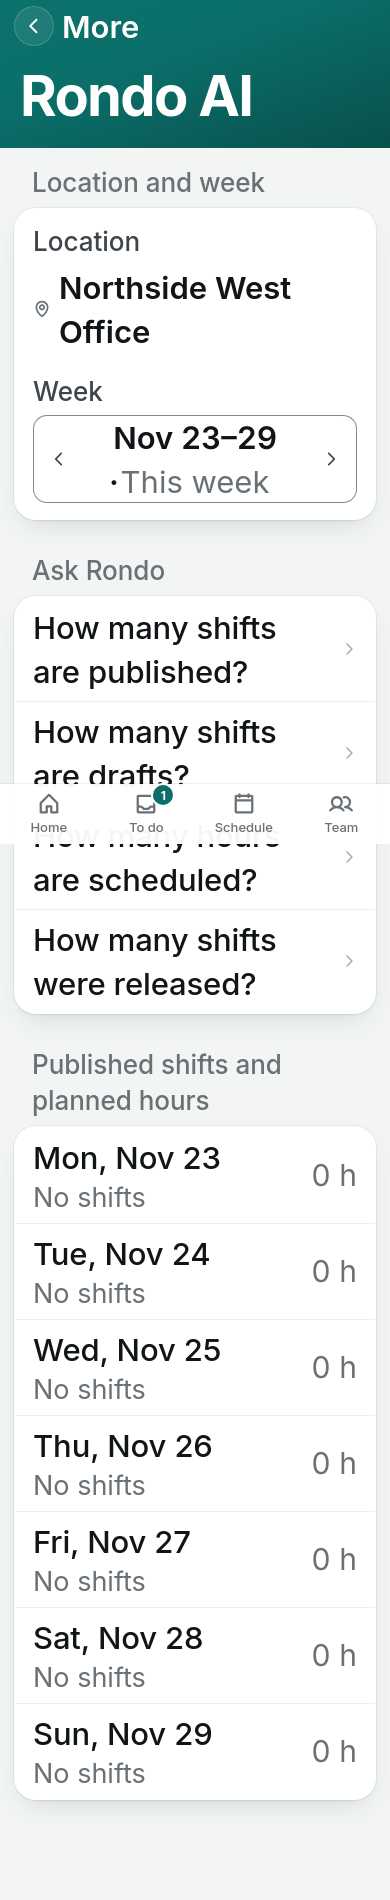 More
Rondo AI
Location and week
Location
Northside West
Office
Week
Nov 23–29
·This week
Ask Rondo
How many shifts
are published?
How many shifts
are drafts?
1
Home
To do
Schedule
Team
How many hours
are scheduled?
How many shifts
were released?
Published shifts and
planned hours
Mon, Nov 23
No shifts
0 h
Tue, Nov 24
No shifts
0 h
Wed, Nov 25
No shifts
0 h
Thu, Nov 26
No shifts
0 h
Fri, Nov 27
No shifts
0 h
Sat, Nov 28
No shifts
0 h
Sun, Nov 29
No shifts
0 h